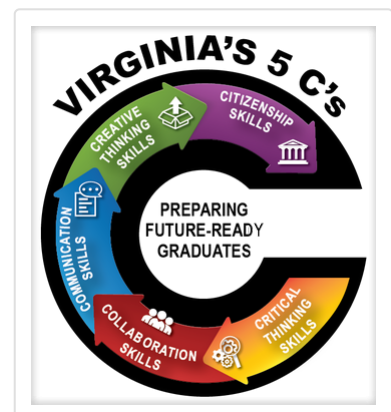 VIRGINIA'S 5 C's
CREATIVE
THINKING
SKILLS
CITIZENSHIP
SKILLS
PREPARING
FUTURE-READY
GRADUATES
COMMUNICATION
SKILLS
COLLABORATION
SKILLS
CRITICAL
THINKING
SKILLS